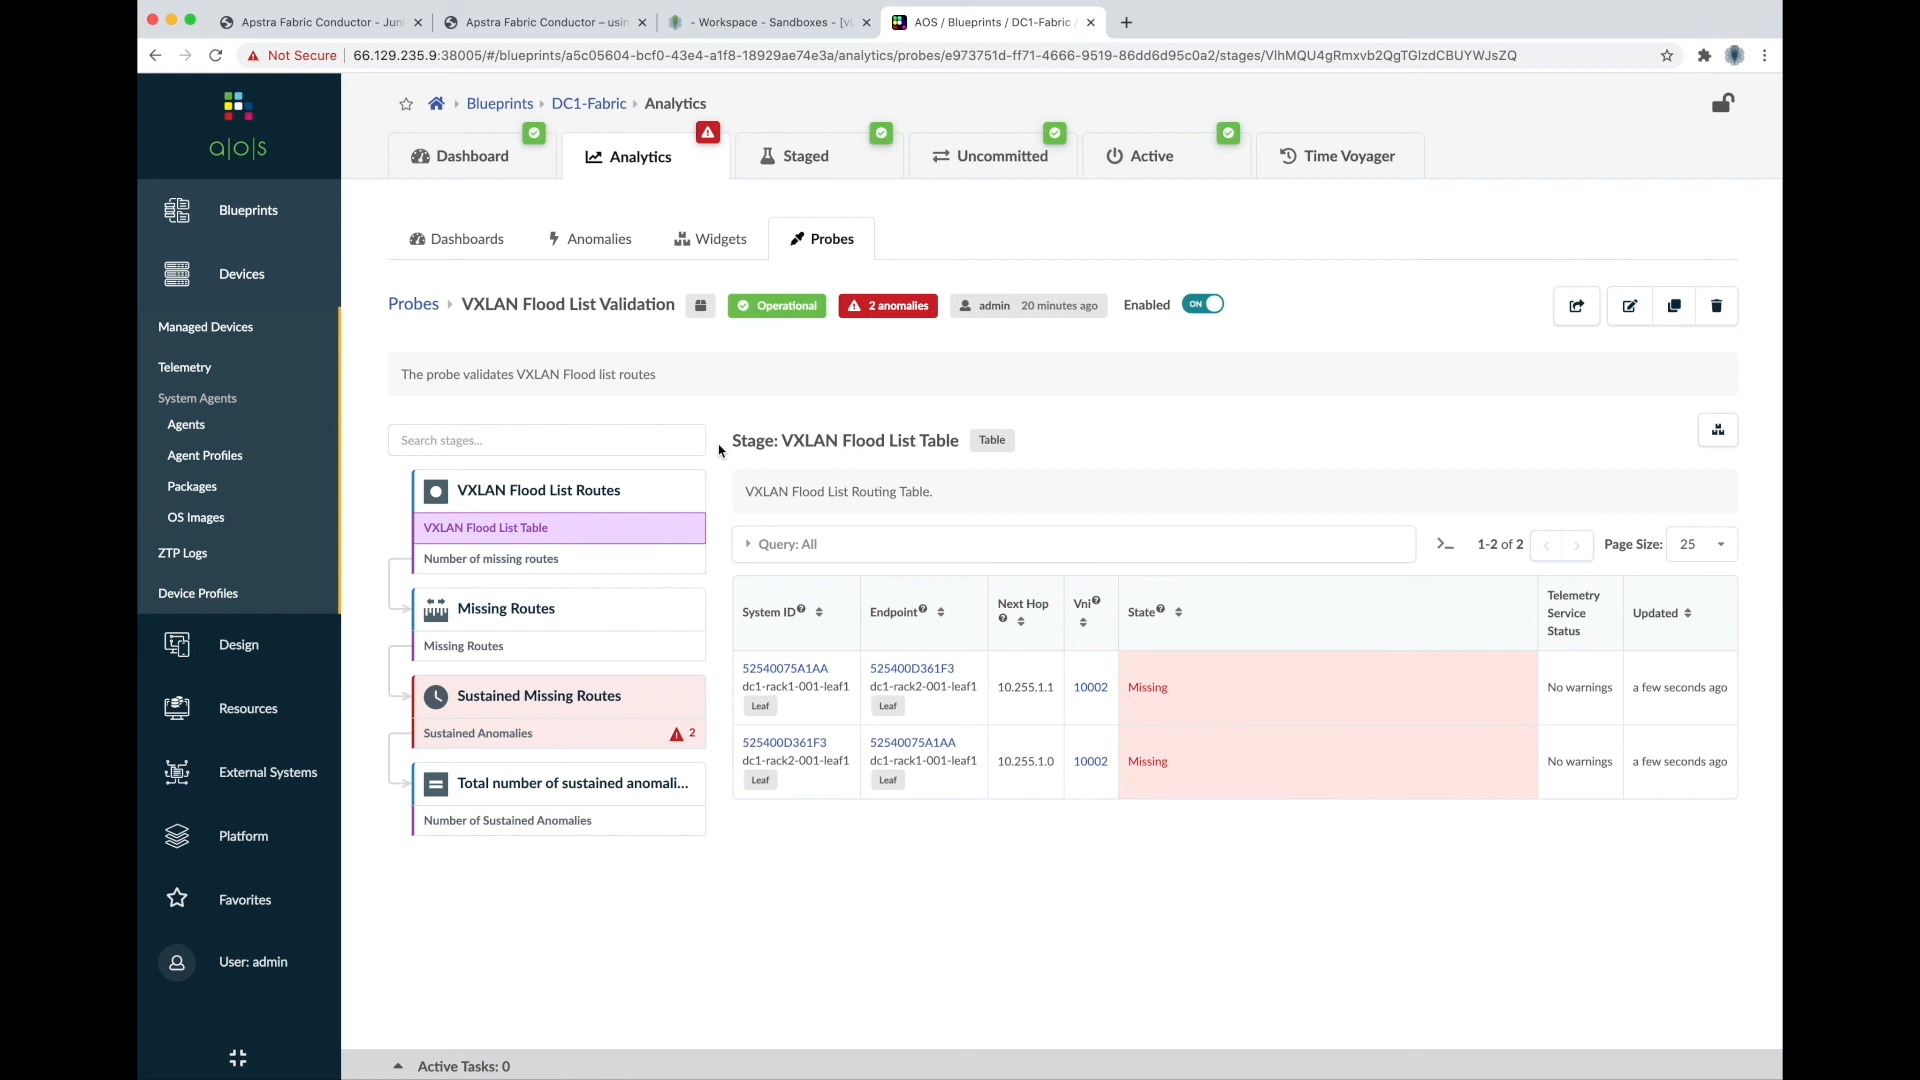 Apstra Fabric Conductor - Juni
Apstra Fabric Conductor – usin
- Workspace - Sandboxes - [vL
AOS / Blueprints / DC1-Fabric /
Not Secure
66.129.235.9:38005/#/blueprints/a5c05604-bcf0-43e4-a1f8-18929ae74e3a/analytics/probes/e973751d-ff71-4666-9519-86dd6d95c0a2/stages/VlhMQU4gRmxvb2QgTGlzdCBUYWJsZQ
a|o|s
Blueprints
Devices
Managed Devices
Telemetry
System Agents
Agents
Agent Profiles
Packages
OS Images
ZTP Logs
Device Profiles
Design
Resources
External Systems
Platform
Favorites
User: admin
Blueprints
DC1-Fabric
Analytics
Dashboard
Analytics
Staged
Uncommitted
Active
Time Voyager
Dashboards
Anomalies
Widgets
Probes
Probes
VXLAN Flood List Validation
Operational
2 anomalies
admin 20 minutes ago
Enabled
ON
The probe validates VXLAN Flood list routes
Search stages...
VXLAN Flood List Routes
VXLAN Flood List Table
Number of missing routes
Missing Routes
Missing Routes
Sustained Missing Routes
Sustained Anomalies
2
Total number of sustained anomali...
Number of Sustained Anomalies
Stage: VXLAN Flood List Table
Table
VXLAN Flood List Routing Table.
Query: All
1-2 of 2
Page Size:
25
System ID
Endpoint
Next Hop
Vni
State
Telemetry
Service
Status
Updated
52540075A1AA
dc1-rack1-001-leaf1
Leaf
525400D361F3
dc1-rack2-001-leaf1
Leaf
10.255.1.1
10002
Missing
No warnings
a few seconds ago
525400D361F3
dc1-rack2-001-leaf1
Leaf
52540075A1AA
dc1-rack1-001-leaf1
Leaf
10.255.1.0
10002
Missing
No warnings
a few seconds ago
Active Tasks: 0